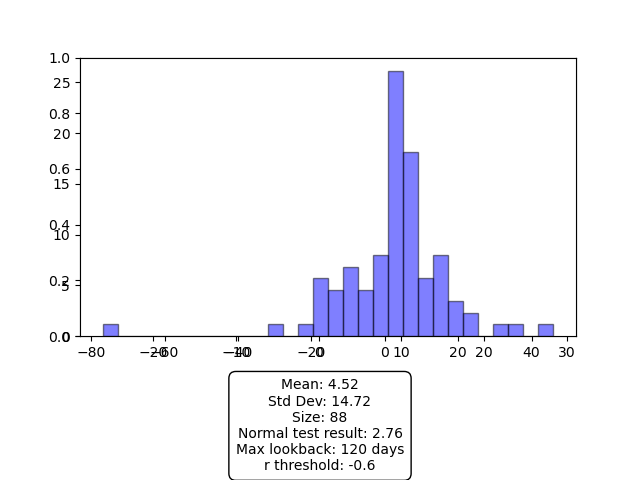 1.0
25
0.8
20
0.6
15
0.4
10
0.2
5
0.0
0
−80 −20 −60 −10 −40 −20 0 0 10 20 20 40 30
Mean: 4.52
Std Dev: 14.72
Size: 88
Normal test result: 2.76
Max lookback: 120 days
r threshold: -0.6